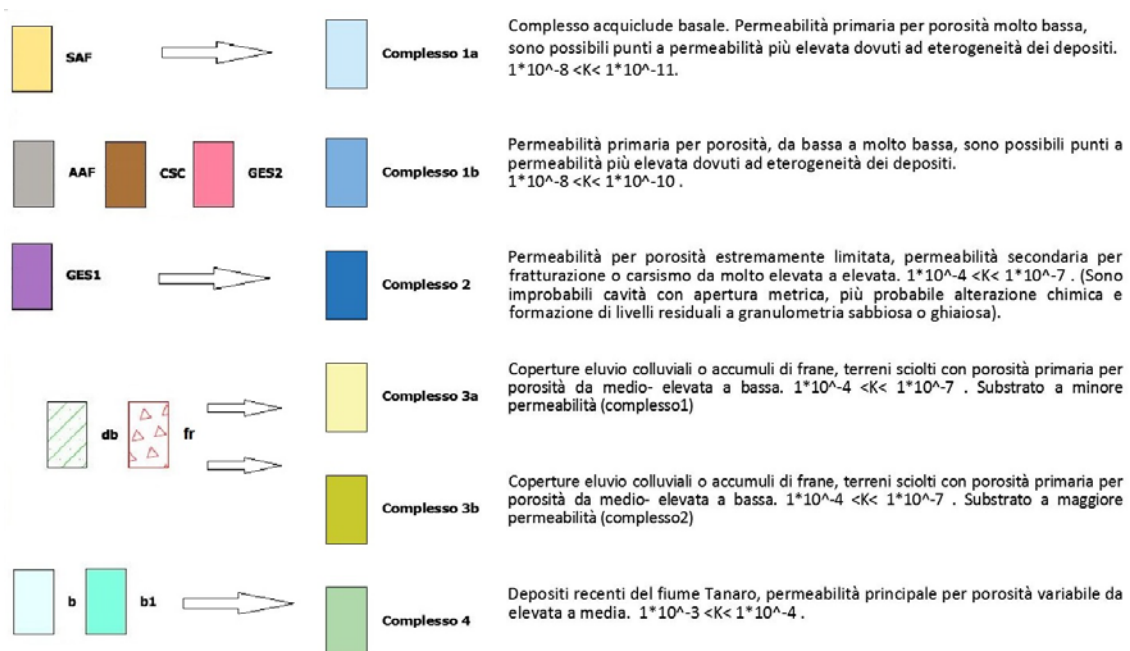 SAF
Complesso 1a
Complesso acquiclude basale. Permeabilità primaria per porosità molto bassa,
sono possibili punti a permeabilità più elevata dovuti ad eterogeneità dei depositi.
1*10^-8 <K< 1*10^-11.
AAF CSC GES2
Complesso 1b
Permeabilità primaria per porosità, da bassa a molto bassa, sono possibili punti a
permeabilità più elevata dovuti ad eterogeneità dei depositi.
1*10^-8 <K< 1*10^-10 .
GES1
Complesso 2
Permeabilità per porosità estremamente limitata, permeabilità secondaria per
fratturazione o carsismo da molto elevata a elevata. 1*10^-4 <K< 1*10^-7 . (Sono
improbabili cavità con apertura metrica, più probabile alterazione chimica e
formazione di livelli residuali a granulometria sabbiosa o ghiaiosa).
db fr
Complesso 3a
Coperture eluvio colluviali o accumuli di frane, terreni sciolti con porosità primaria per
porosità da medio- elevata a bassa. 1*10^-4 <K< 1*10^-7 . Substrato a minore
permeabilità (complesso1)
Complesso 3b
Coperture eluvio colluviali o accumuli di frane, terreni sciolti con porosità primaria per
porosità da medio- elevata a bassa. 1*10^-4 <K< 1*10^-7 . Substrato a maggiore
permeabilità (complesso2)
b b1
Complesso 4
Depositi recenti del fiume Tanaro, permeabilità principale per porosità variabile da
elevata a media. 1*10^-3 <K< 1*10^-4 .